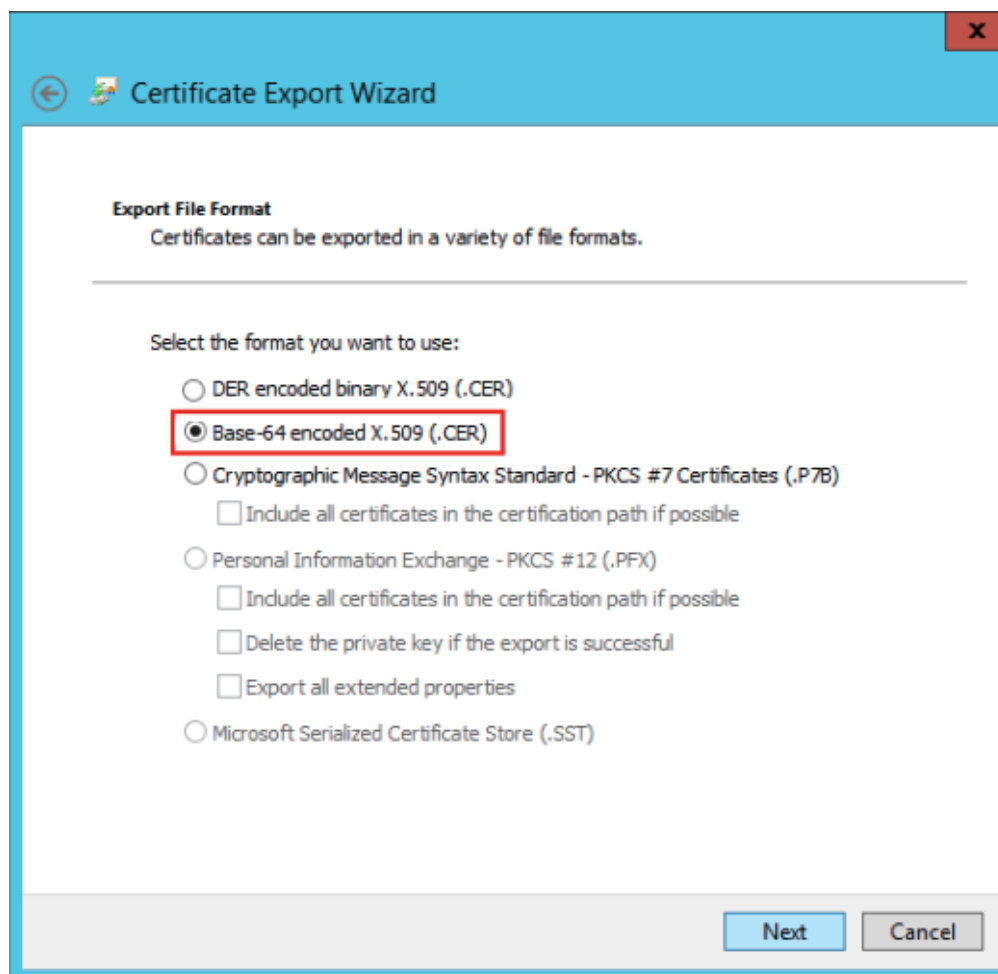 x
Certificate Export Wizard
Export File Format
Certificates can be exported in a variety of file formats.
Select the format you want to use:
DER encoded binary X.509 (.CER)
Base-64 encoded X.509 (.CER)
Cryptographic Message Syntax Standard - PKCS #7 Certificates (.P7B)
Include all certificates in the certification path if possible
Personal Information Exchange - PKCS #12 (.PFX)
Include all certificates in the certification path if possible
Delete the private key if the export is successful
Export all extended properties
Microsoft Serialized Certificate Store (.SST)
Next Cancel